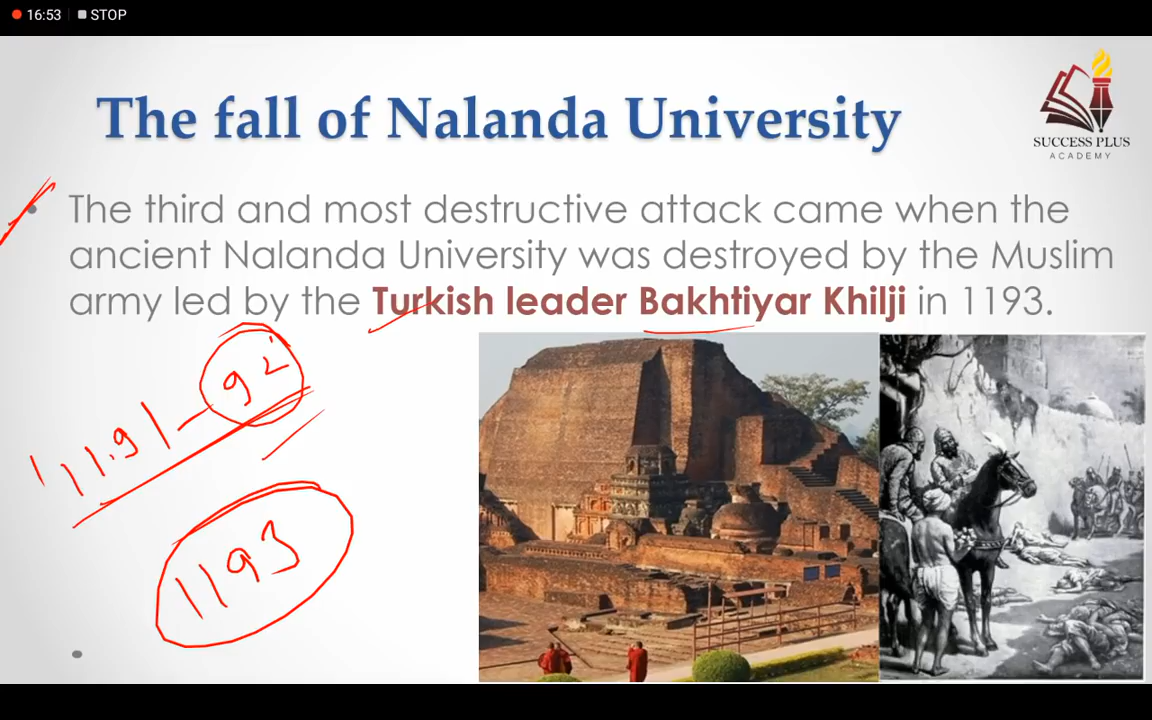 16:53 STOP
The fall of Nalanda University
SUCCESS PLUS
ACADEMY
The third and most destructive attack came when the
ancient Nalanda University was destroyed by the Muslim
army led by the Turkish leader Bakhtiyar Khilji in 1193.
1191-92
1193